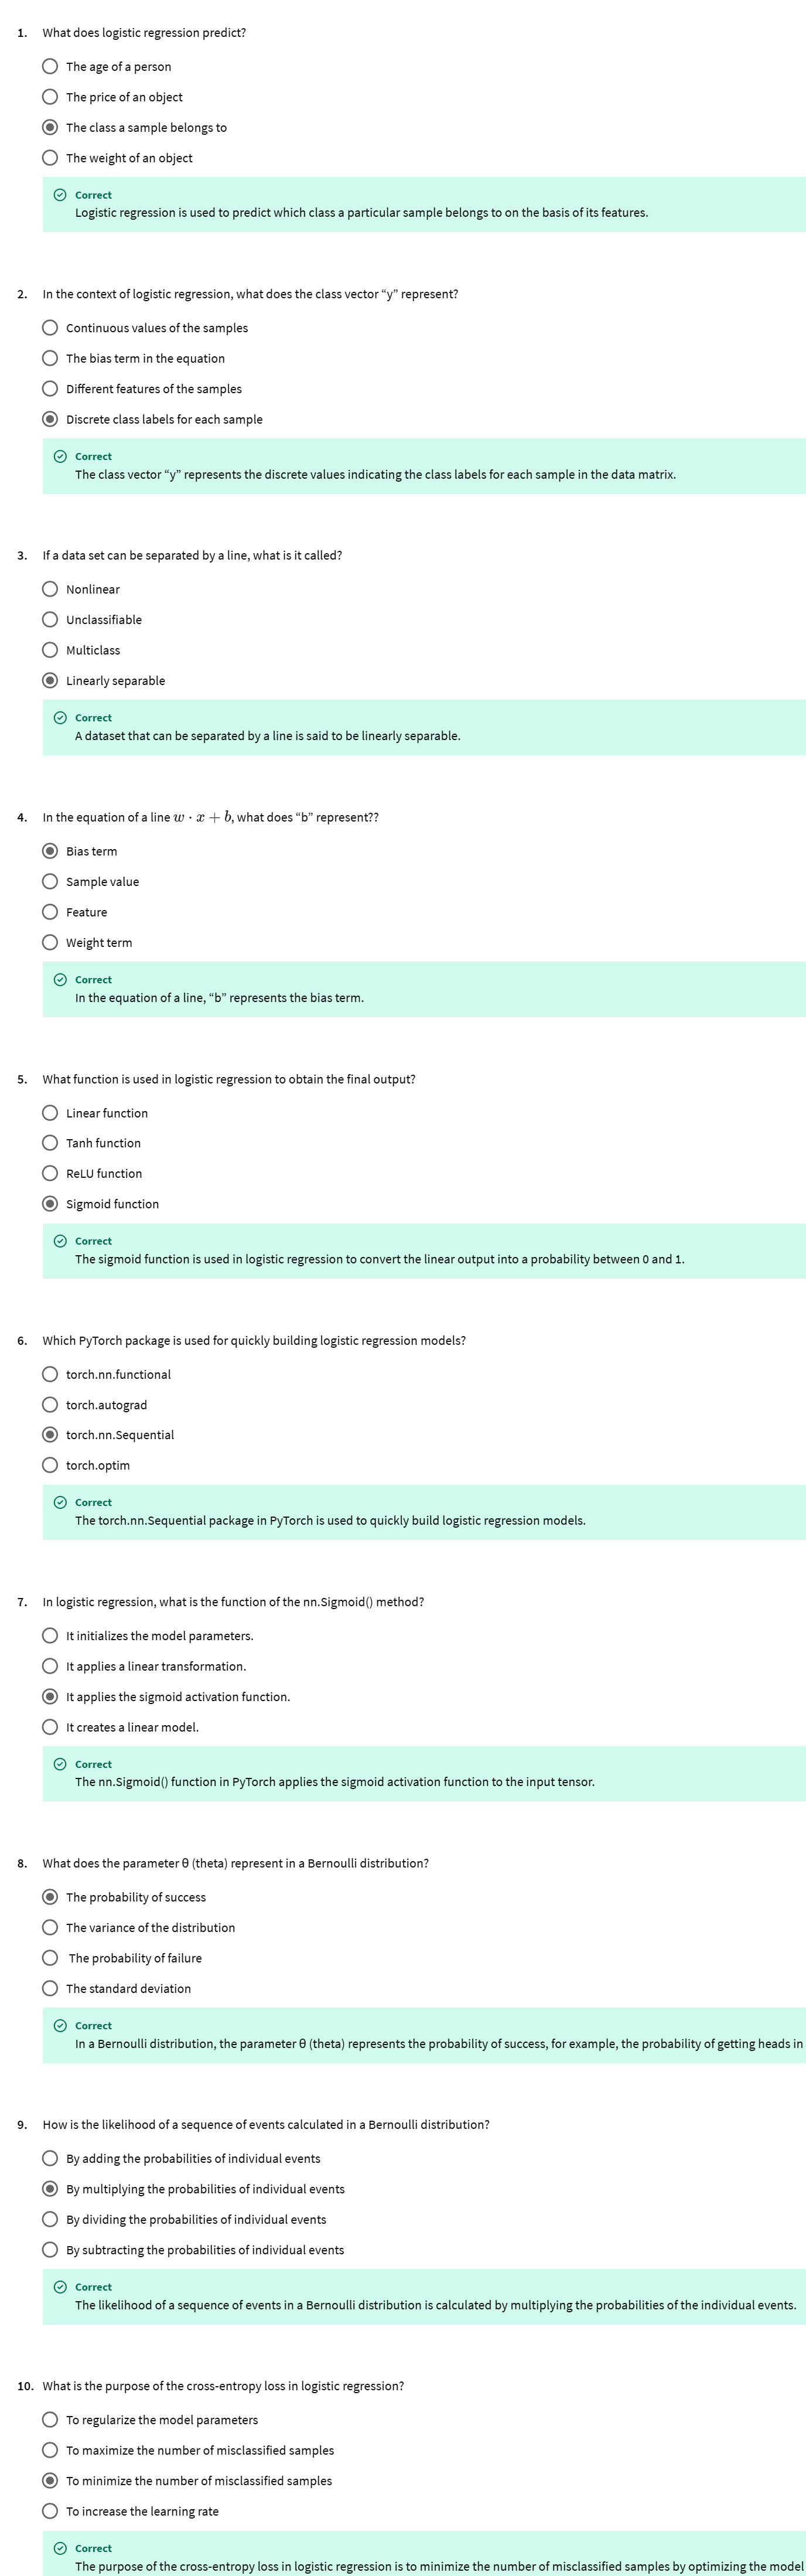 1. What does logistic regression predict?
The age of a person
The price of an object
The class a sample belongs to
The weight of an object
Correct
Logistic regression is used to predict which class a particular sample belongs to on the basis of its features.
2. In the context of logistic regression, what does the class vector “y” represent?
Continuous values of the samples
The bias term in the equation
Different features of the samples
Discrete class labels for each sample
Correct
The class vector “y” represents the discrete values indicating the class labels for each sample in the data matrix.
3. If a data set can be separated by a line, what is it called?
Nonlinear
Unclassifiable
Multiclass
Linearly separable
Correct
A dataset that can be separated by a line is said to be linearly separable.
4. In the equation of a line w · x + b, what does “b” represent??
Bias term
Sample value
Feature
Weight term
Correct
In the equation of a line, “b” represents the bias term.
5. What function is used in logistic regression to obtain the final output?
Linear function
Tanh function
ReLU function
Sigmoid function
Correct
The sigmoid function is used in logistic regression to convert the linear output into a probability between 0 and 1.
6. Which PyTorch package is used for quickly building logistic regression models?
torch.nn.functional
torch.autograd
torch.nn.Sequential
torch.optim
Correct
The torch.nn.Sequential package in PyTorch is used to quickly build logistic regression models.
7. In logistic regression, what is the function of the nn.Sigmoid() method?
It initializes the model parameters.
It applies a linear transformation.
It applies the sigmoid activation function.
It creates a linear model.
Correct
The nn.Sigmoid() function in PyTorch applies the sigmoid activation function to the input tensor.
8. What does the parameter θ (theta) represent in a Bernoulli distribution?
The probability of success
The variance of the distribution
The probability of failure
The standard deviation
Correct
In a Bernoulli distribution, the parameter θ (theta) represents the probability of success, for example, the probability of getting heads in
9. How is the likelihood of a sequence of events calculated in a Bernoulli distribution?
By adding the probabilities of individual events
By multiplying the probabilities of individual events
By dividing the probabilities of individual events
By subtracting the probabilities of individual events
Correct
The likelihood of a sequence of events in a Bernoulli distribution is calculated by multiplying the probabilities of the individual events.
10. What is the purpose of the cross-entropy loss in logistic regression?
To regularize the model parameters
To maximize the number of misclassified samples
To minimize the number of misclassified samples
To increase the learning rate
Correct
The purpose of the cross-entropy loss in logistic regression is to minimize the number of misclassified samples by optimizing the model